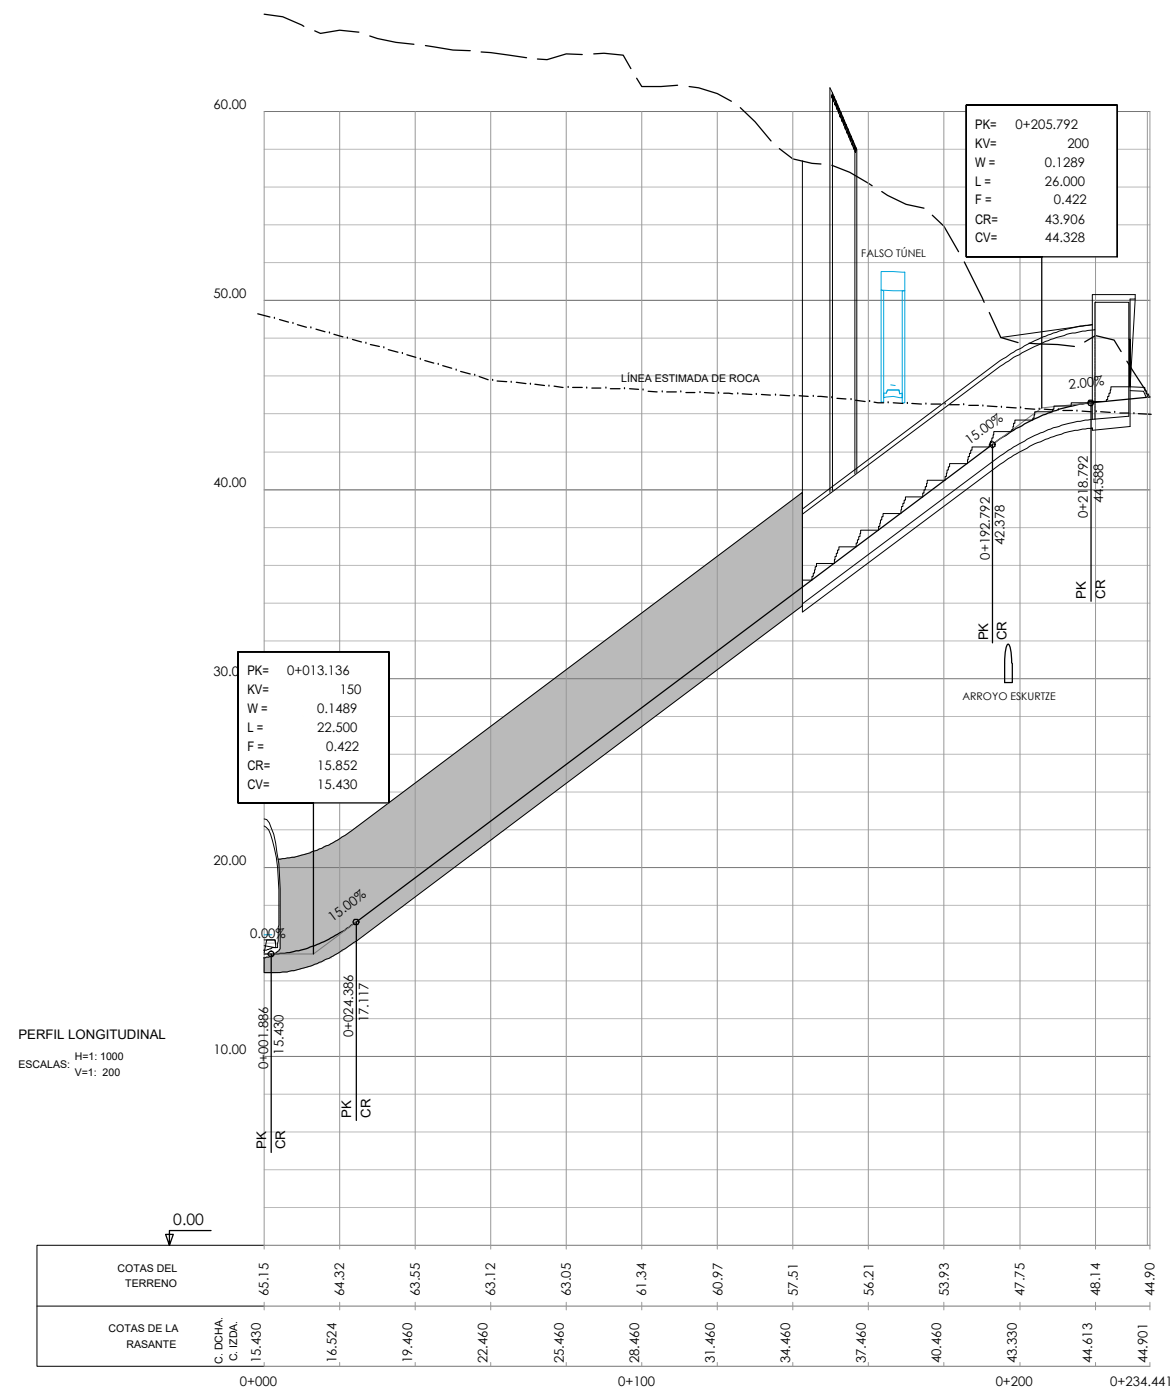 60.00
50.00
40.00
30.0
20.00
10.00
0.00
PK= 0+205.792
KV= 200
W = 0.1289
L = 26.000
F = 0.422
CR= 43.906
CV= 44.328
FALSO TÚNEL
LÍNEA ESTIMADA DE ROCA
2.00%
15.00%
0+218.792
44.588
PK
CR
0+192.792
42.378
PK
CR
ARROYO ESKURTZE
PK= 0+013.136
KV= 150
W = 0.1489
L = 22.500
F = 0.422
CR= 15.852
CV= 15.430
15.00%
0.00%
0+024.386
17.117
PK
CR
0+001.886
15.430
PK
CR
PERFIL LONGITUDINAL
ESCALAS: H=1: 1000
V=1: 200
COTAS DEL
TERRENO
65.15 64.32 63.55 63.12 63.05 61.34 60.97 57.51 56.21 53.93 47.75 48.14 44.90
COTAS DE LA
RASANTE
C. DCHA.
C. IZDA.
15.430 16.524 19.460 22.460 25.460 28.460 31.460 34.460 37.460 40.460 43.330 44.613 44.901
0+000 0+100 0+200 0+234.441